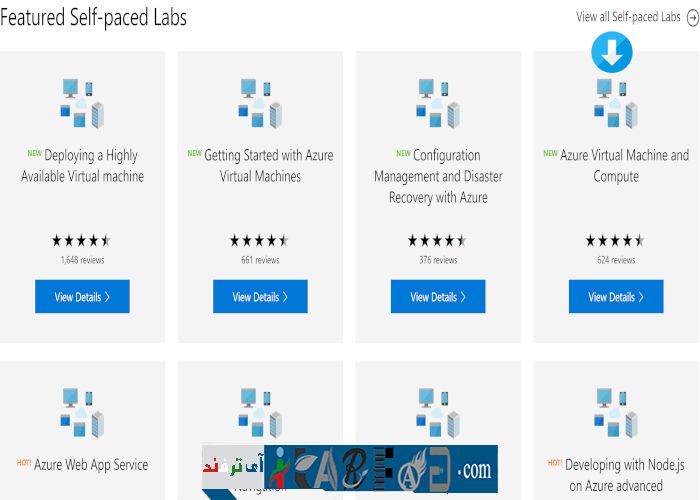 Featured Self-paced Labs
View all Self-paced Labs
NEW Deploying a Highly
Available Virtual machine
1,648 reviews
View Details
NEW Getting Started with Azure
Virtual Machines
661 reviews
View Details
NEW Configuration
Management and Disaster
Recovery with Azure
376 reviews
View Details
NEW Azure Virtual Machine and
Compute
624 reviews
View Details
HOT! Azure Web App Service
Navigation
HOT! Developing with Node.js
on Azure advanced
آی ترفند
.com